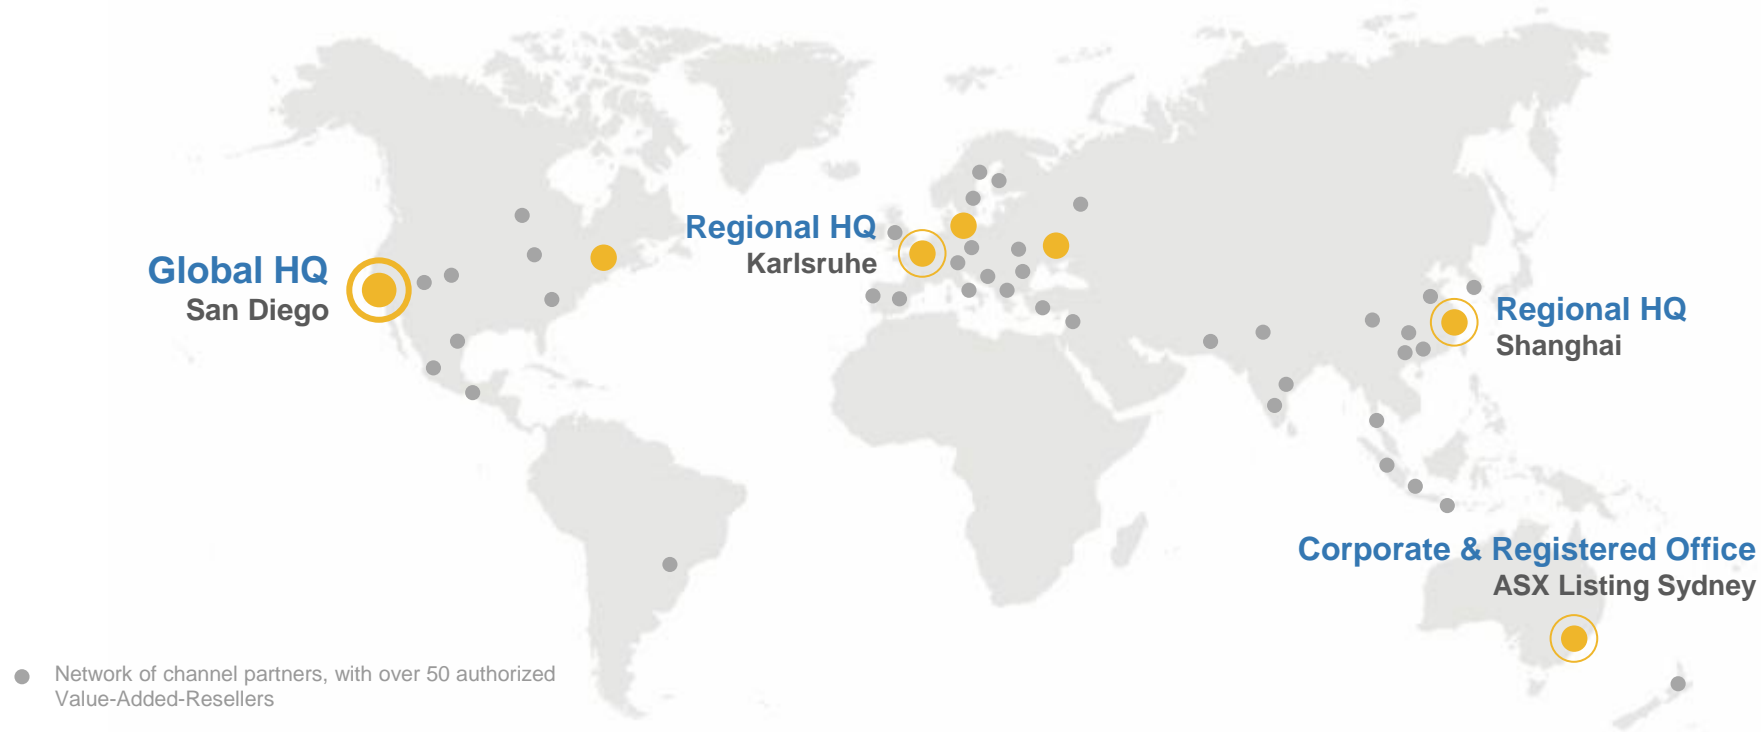 Global HQ
San Diego
Regional HQ
Karlsruhe
Regional HQ
Shanghai
Corporate & Registered Office
ASX Listing Sydney
Network of channel partners, with over 50 authorized
Value-Added-Resellers